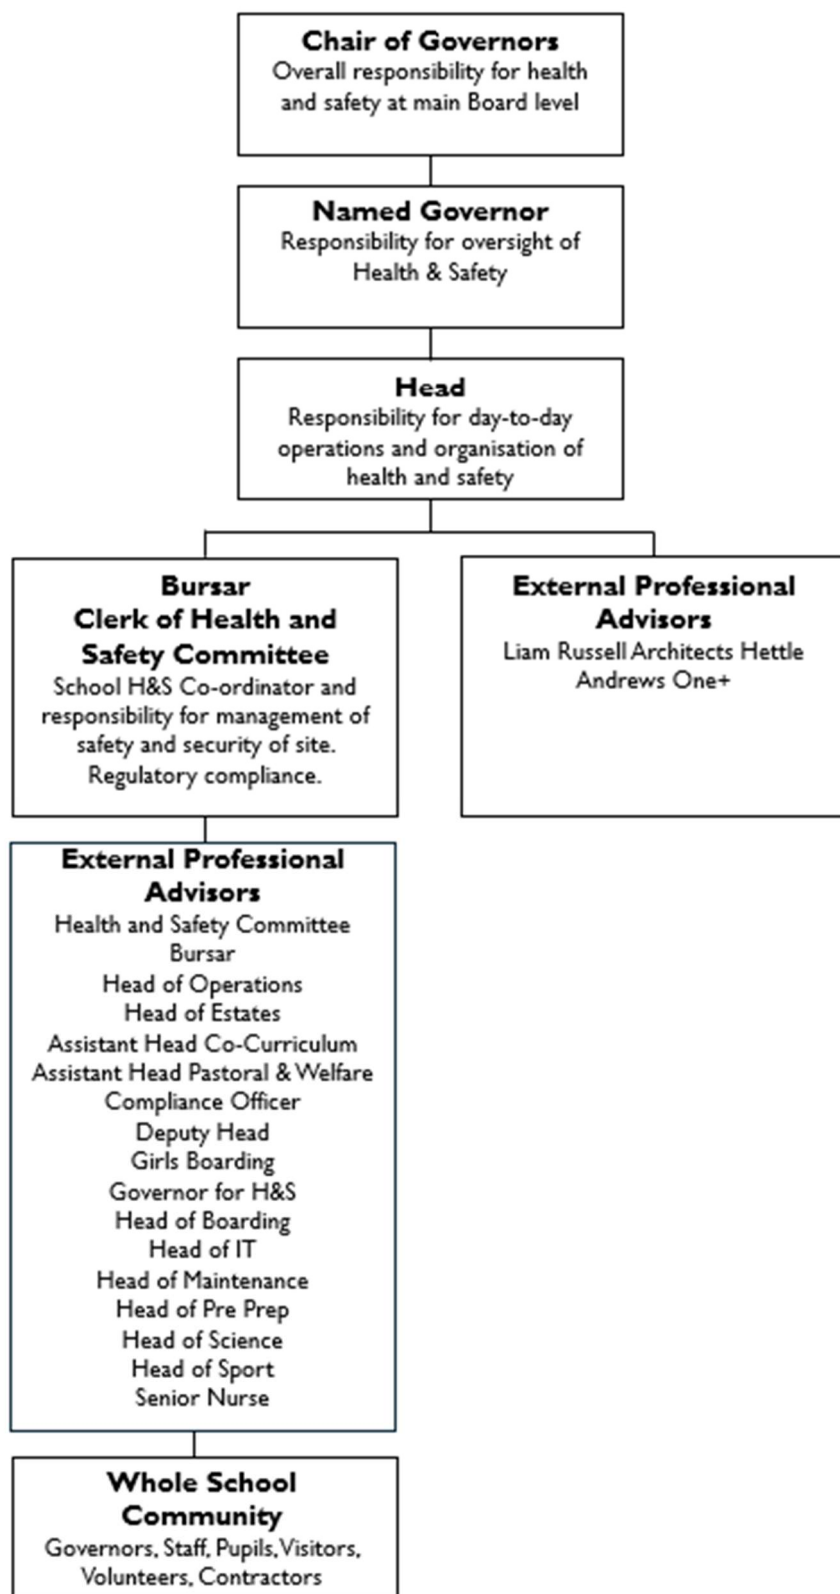 Chair of Governors
Overall responsibility for health
and safety at main Board level
Named Governor
Responsibility for oversight of
Health & Safety
Head
Responsibility for day-to-day
operations and organisation of
health and safety
Bursar
Clerk of Health and
Safety Committee
School H&S Co-ordinator and
responsibility for management of
safety and security of site.
Regulatory compliance.
External Professional
Advisors
Liam Russell Architects Hettle
Andrews One+
External Professional
Advisors
Health and Safety Committee
Bursar
Head of Operations
Head of Estates
Assistant Head Co-Curriculum
Assistant Head Pastoral & Welfare
Compliance Officer
Deputy Head
Girls Boarding
Governor for H&S
Head of Boarding
Head of IT
Head of Maintenance
Head of Pre Prep
Head of Science
Head of Sport
Senior Nurse
Whole School
Community
Governors, Staff, Pupils, Visitors,
Volunteers, Contractors